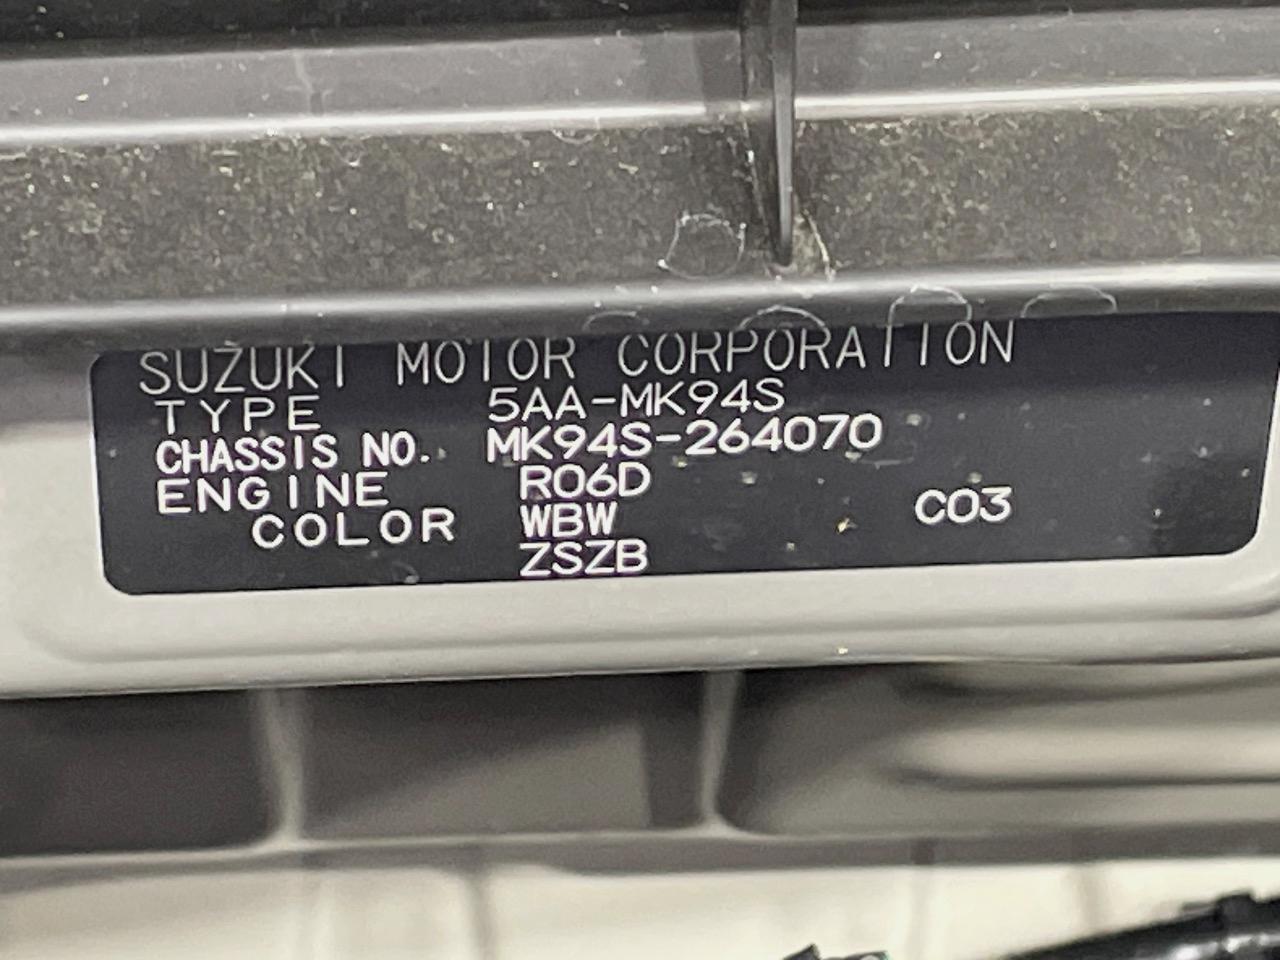 SUZUKI MOTOR CORPORATION
TYPE 5AA-MK94S
CHASSIS NO. MK94S-264070
ENGINE R06D
COLOR WBW C03
ZSZB